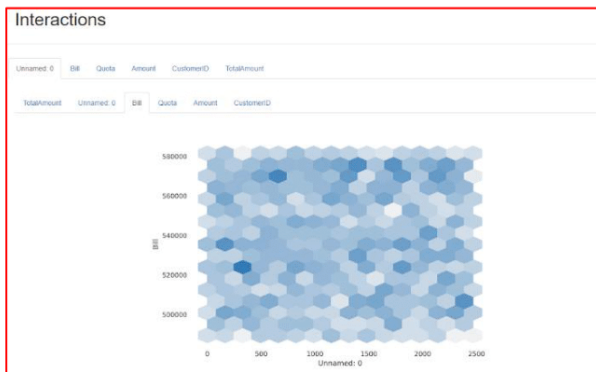 Interactions
Unnamed: 0 Bill Quota Amount CustomerID TotalAmount
TotalAmount Unnamed: 0 Bill Quota Amount CustomerID
580000
560000
540000
520000
500000
Bill
0 500 1000 1500 2000 2500
Unnamed: 0